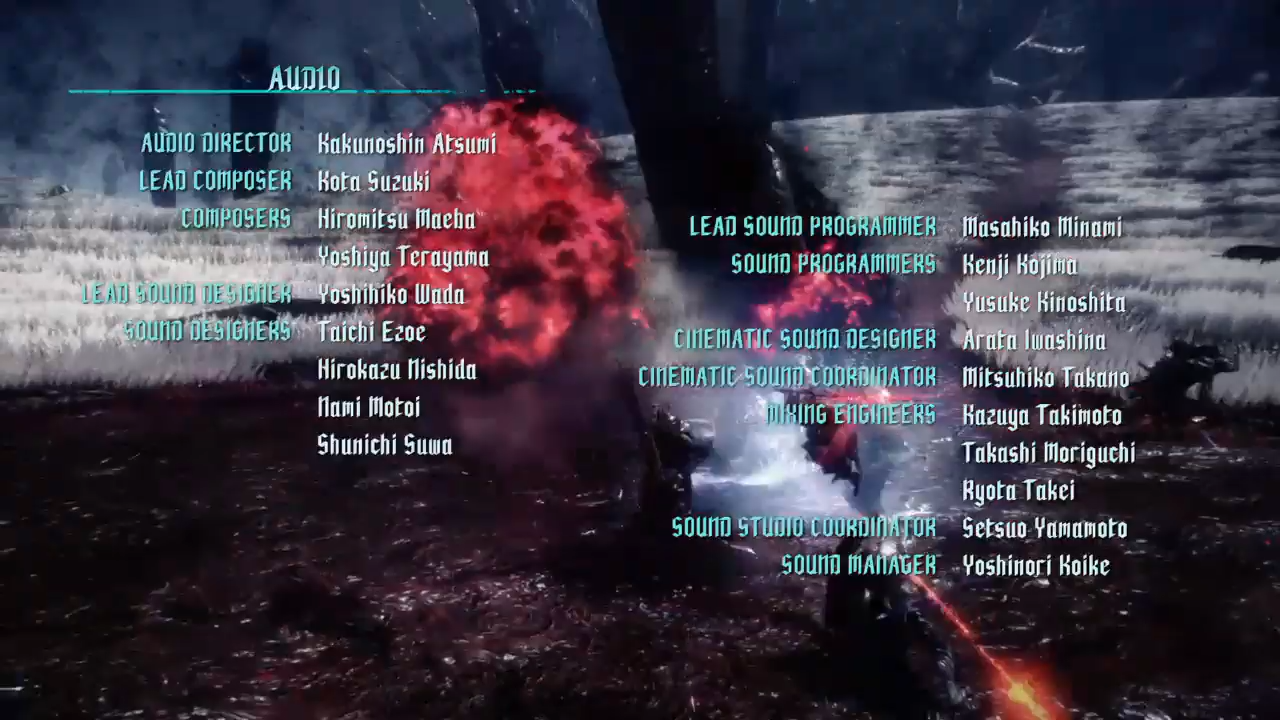 AUDIO
AUDIO DIRECTOR Kakunoshin Atsumi
LEAD COMPOSER Kota Suzuki
COMPOSERS Hiromitsu Maeba
Yoshiya Terayama
LEAD SOUND DESIGNER Yoshihiko Wada
SOUND DESIGNERS Taichi Ezoe
Hirokazu Nishida
Nami Motoi
Shunichi Suwa
LEAD SOUND PROGRAMMER Masahiko Minami
SOUND PROGRAMMERS Kenji Kojima
Yusuke Kinoshita
CINEMATIC SOUND DESIGNER Arata Iwashina
CINEMATIC SOUND COORDINATOR Mitsuhiko Takano
MIXING ENGINEERS Kazuya Takimoto
Takashi Moriguchi
Ryota Takei
SOUND STUDIO COORDINATOR Setsuo Yamamoto
SOUND MANAGER Yoshinori Koike